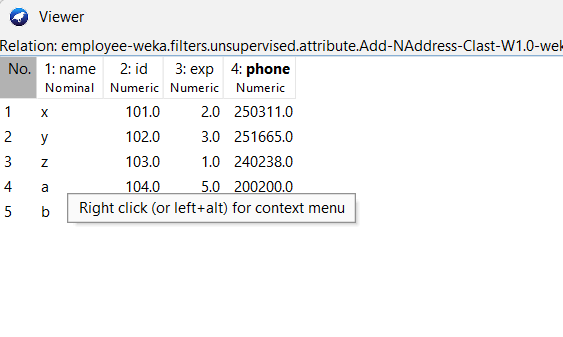 Viewer
Relation: employee-weka.filters.unsupervised.attribute.Add-NAddress-Clast-W1.0-wek
No. 1: name 2: id 3: exp 4: phone
Nominal Numeric Numeric Numeric
1 x 101.0 2.0 250311.0
2 y 102.0 3.0 251665.0
3 z 103.0 1.0 240238.0
4 a 104.0 5.0 200200.0
5 b
Right click (or left+alt) for context menu